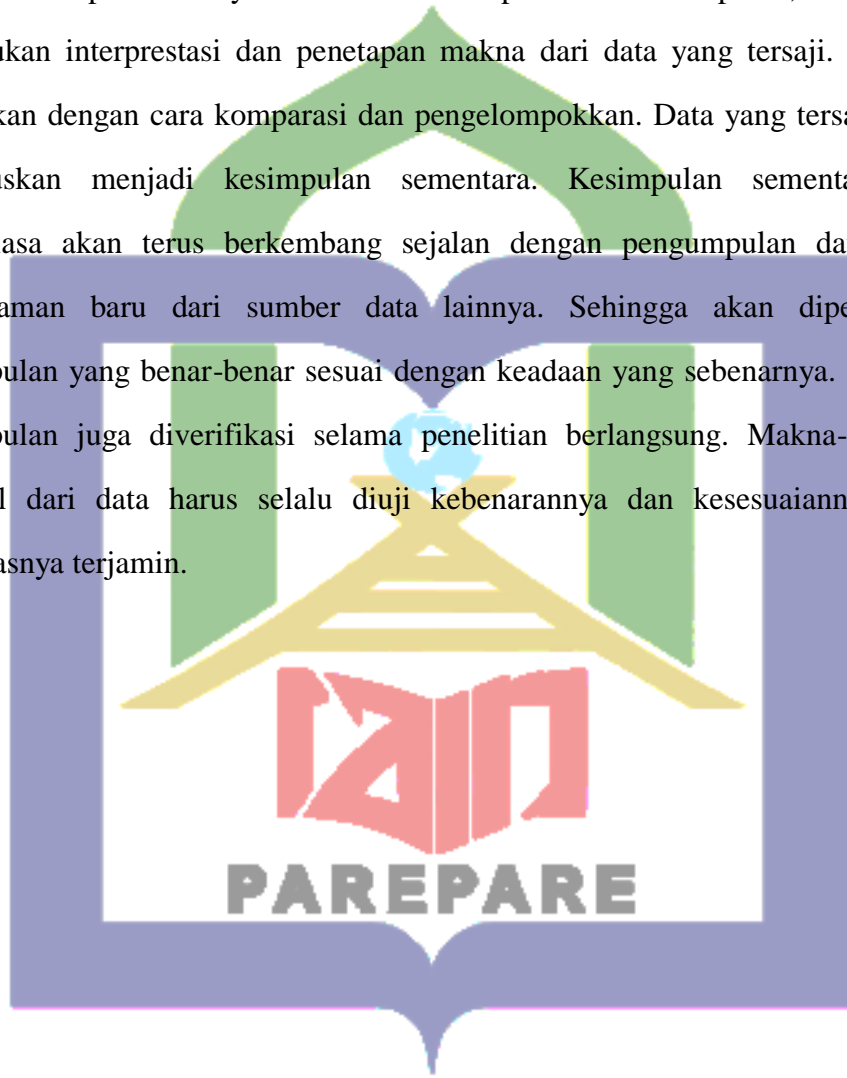 ukan interprestasi dan penetapan makna dari data yang tersaji.
kan dengan cara komparasi dan pengelompokkan. Data yang tersa
uskan menjadi kesimpulan sementara. Kesimpulan sementa
asa akan terus berkembang sejalan dengan pengumpulan da
aman baru dari sumber data lainnya. Sehingga akan dipe
pulan yang benar-benar sesuai dengan keadaan yang sebenarnya.
pulan juga diverifikasi selama penelitian berlangsung. Makna-
l dari data harus selalu diuji kebenarannya dan kesesuaiann
asnya terjamin.
iain
PAREPARE